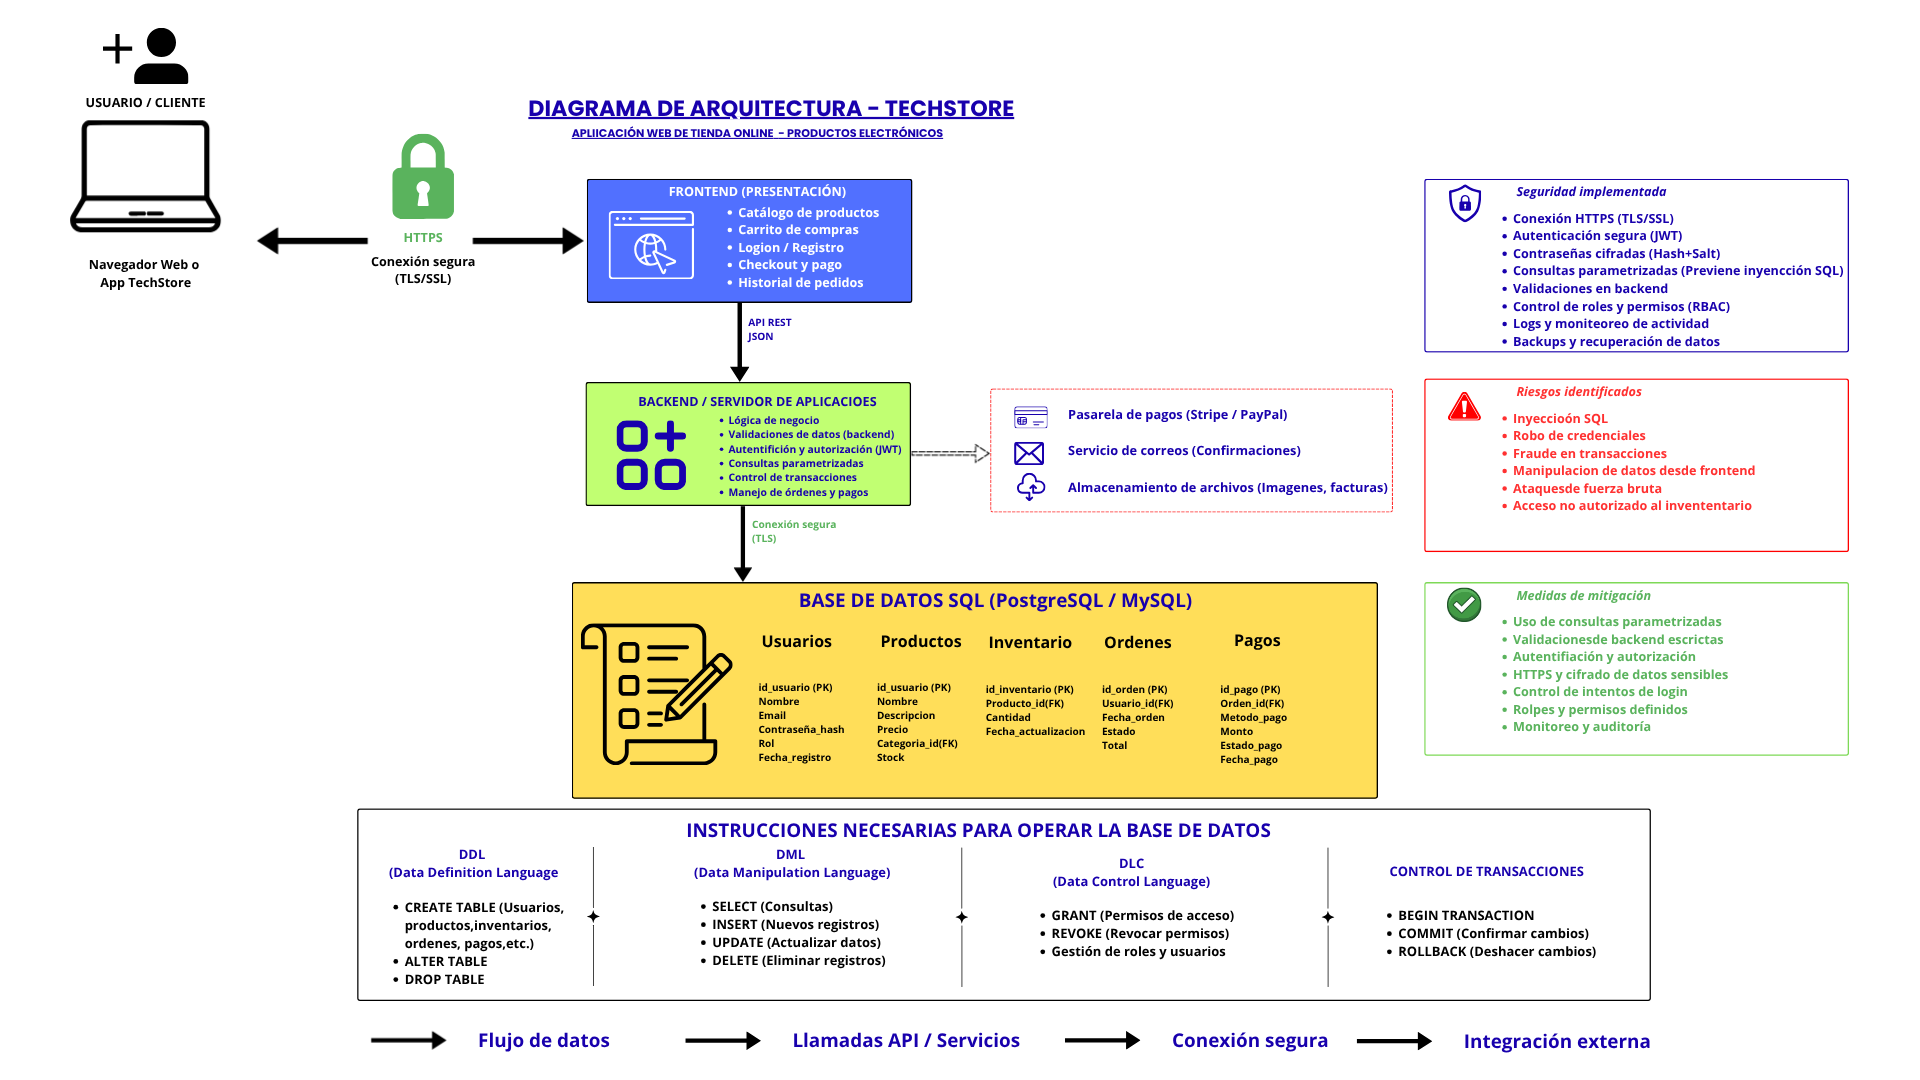 USUARIO / CLIENTE
Navegador Web o
App TechStore
HTTPS
Conexión segura
(TLS/SSL)
DIAGRAMA DE ARQUITECTURA - TECHSTORE
APLIICACIÓN WEB DE TIENDA ONLINE - PRODUCTOS ELECTRÓNICOS
FRONTEND (PRESENTACIÓN)
• Catálogo de productos
• Carrito de compras
• Logion / Registro
• Checkout y pago
• Historial de pedidos
API REST
JSON
BACKEND / SERVIDOR DE APLICACIOES
• Lógica de negocio
• Validaciones de datos (backend)
• Autentifición y autorización (JWT)
• Consultas parametrizadas
• Control de transacciones
• Manejo de órdenes y pagos
Pasarela de pagos (Stripe / PayPal)
Servicio de correos (Confirmaciones)
Almacenamiento de archivos (Imagenes, facturas)
Conexión segura
(TLS)
Seguridad implementada
• Conexión HTTPS (TLS/SSL)
• Autenticación segura (JWT)
• Contraseñas cifradas (Hash+Salt)
• Consultas parametrizadas (Previene inyencción SQL)
• Validaciones en backend
• Control de roles y permisos (RBAC)
• Logs y moniteoreo de actividad
• Backups y recuperación de datos
Riesgos identificados
• Inyeccioón SQL
• Robo de credenciales
• Fraude en transacciones
• Manipulacion de datos desde frontend
• Ataquesde fuerza bruta
• Acceso no autorizado al invententario
Medidas de mitigación
• Uso de consultas parametrizadas
• Validacionesde backend escrictas
• Autentifiación y autorización
• HTTPS y cifrado de datos sensibles
• Control de intentos de login
• Rolpes y permisos definidos
• Monitoreo y auditoría
BASE DE DATOS SQL (PostgreSQL / MySQL)
Usuarios
id_usuario (PK)
Nombre
Email
Contraseña_hash
Rol
Fecha_registro
Productos
id_usuario (PK)
Nombre
Descripcion
Precio
Categoria_id(FK)
Stock
Inventario
id_inventario (PK)
Producto_id(FK)
Cantidad
Fecha_actualizacion
Ordenes
id_orden (PK)
Usuario_id(FK)
Fecha_orden
Estado
Total
Pagos
id_pago (PK)
Orden_id(FK)
Metodo_pago
Monto
Estado_pago
Fecha_pago
INSTRUCCIONES NECESARIAS PARA OPERAR LA BASE DE DATOS
DDL
(Data Definition Language
• CREATE TABLE (Usuarios,
productos,inventarios,
ordenes, pagos,etc.)
• ALTER TABLE
• DROP TABLE
DML
(Data Manipulation Language)
• SELECT (Consultas)
• INSERT (Nuevos registros)
• UPDATE (Actualizar datos)
• DELETE (Eliminar registros)
DLC
(Data Control Language)
• GRANT (Permisos de acceso)
• REVOKE (Revocar permisos)
• Gestión de roles y usuarios
CONTROL DE TRANSACCIONES
• BEGIN TRANSACTION
• COMMIT (Confirmar cambios)
• ROLLBACK (Deshacer cambios)
Flujo de datos
Llamadas API / Servicios
Conexión segura
Integración externa